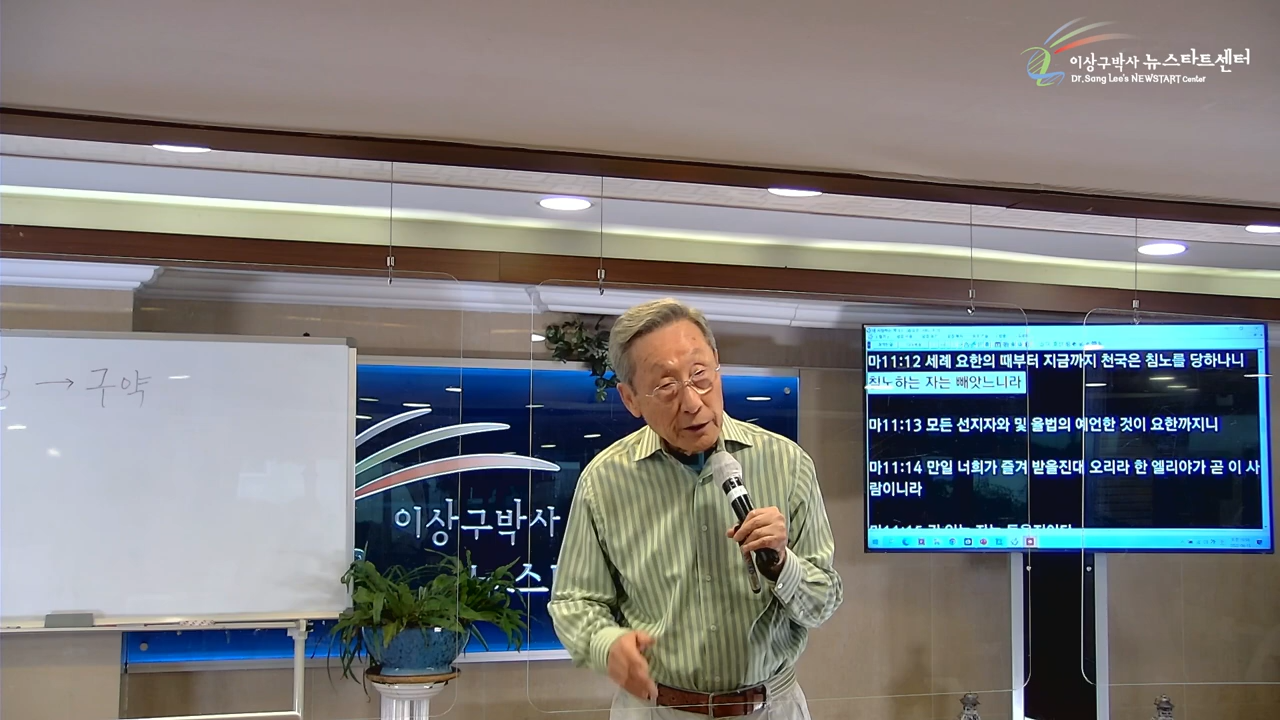 이상구박사 뉴스타트센터
Dr. Sang Lee's NEWSTART Center
→ 구약
이상구박사
마11:12 세례 요한의 때부터 지금까지 천국은 침노를 당하나니
침노하는 자는 빼앗느니라
마11:13 모든 선지자와 및 율법의 예언한 것이 요한까지니
마11:14 만일 너희가 즐겨 받을진대 오리라 한 엘리야가 곧 이 사
람이니라